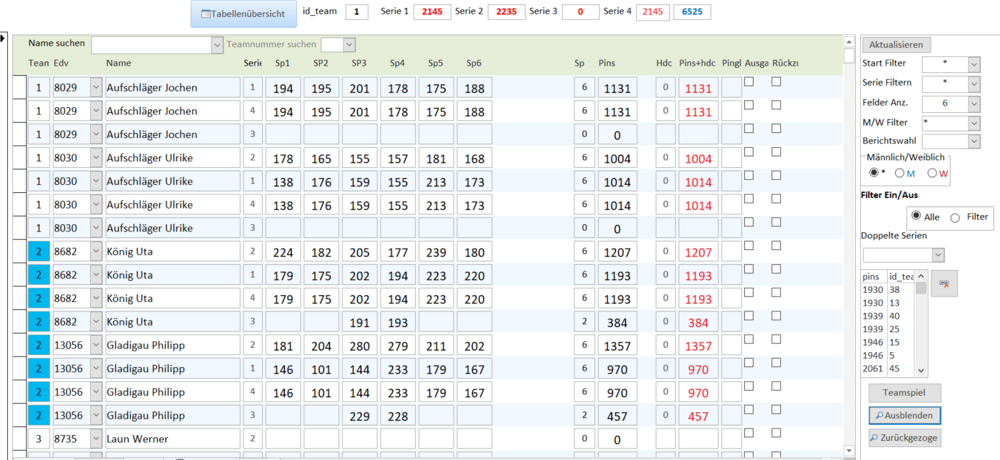 Tabellenübersicht id_team 1 Serie 1 2145 Serie 2 2235 Serie 3 0 Serie 4 2145 6525
Name suchen Teamnummer suchen
Team Edv Name Serie Sp1 SP2 SP3 Sp4 Sp5 Sp6 Sp Pins Hdc Pins+hdc Pingl Ausga Rückzu
1 8029 Aufschläger Jochen 1 194 195 201 178 175 188 6 1131 0 1131
1 8029 Aufschläger Jochen 4 194 195 201 178 175 188 6 1131 0 1131
1 8029 Aufschläger Jochen 3 0 0
1 8030 Aufschläger Ulrike 2 178 165 155 157 181 168 6 1004 0 1004
1 8030 Aufschläger Ulrike 1 138 176 159 155 213 173 6 1014 0 1014
1 8030 Aufschläger Ulrike 4 138 176 159 155 213 173 6 1014 0 1014
1 8030 Aufschläger Ulrike 3 0 0
2 8682 König Uta 2 224 182 205 177 239 180 6 1207 0 1207
2 8682 König Uta 1 179 175 202 194 223 220 6 1193 0 1193
2 8682 König Uta 4 179 175 202 194 223 220 6 1193 0 1193
2 8682 König Uta 3 191 193 2 384 0 384
2 13056 Gladigau Philipp 2 181 204 280 279 211 202 6 1357 0 1357
2 13056 Gladigau Philipp 1 146 101 144 233 179 167 6 970 0 970
2 13056 Gladigau Philipp 4 146 101 144 233 179 167 6 970 0 970
2 13056 Gladigau Philipp 3 229 228 2 457 0 457
3 8735 Laun Werner 2 0 0
Aktualisieren
Start Filter *
Serie Filtern *
Felder Anz. 6
M/W Filter *
Berichtswahl
Männlich/Weiblich
* M W
Filter Ein/Aus
Alle Filter
Doppelte Serien
pins id_tea
1930 38
1930 13
1939 40
1939 25
1946 15
1946 5
2061 45
Teamspiel
Ausblenden
Zurückgezoge